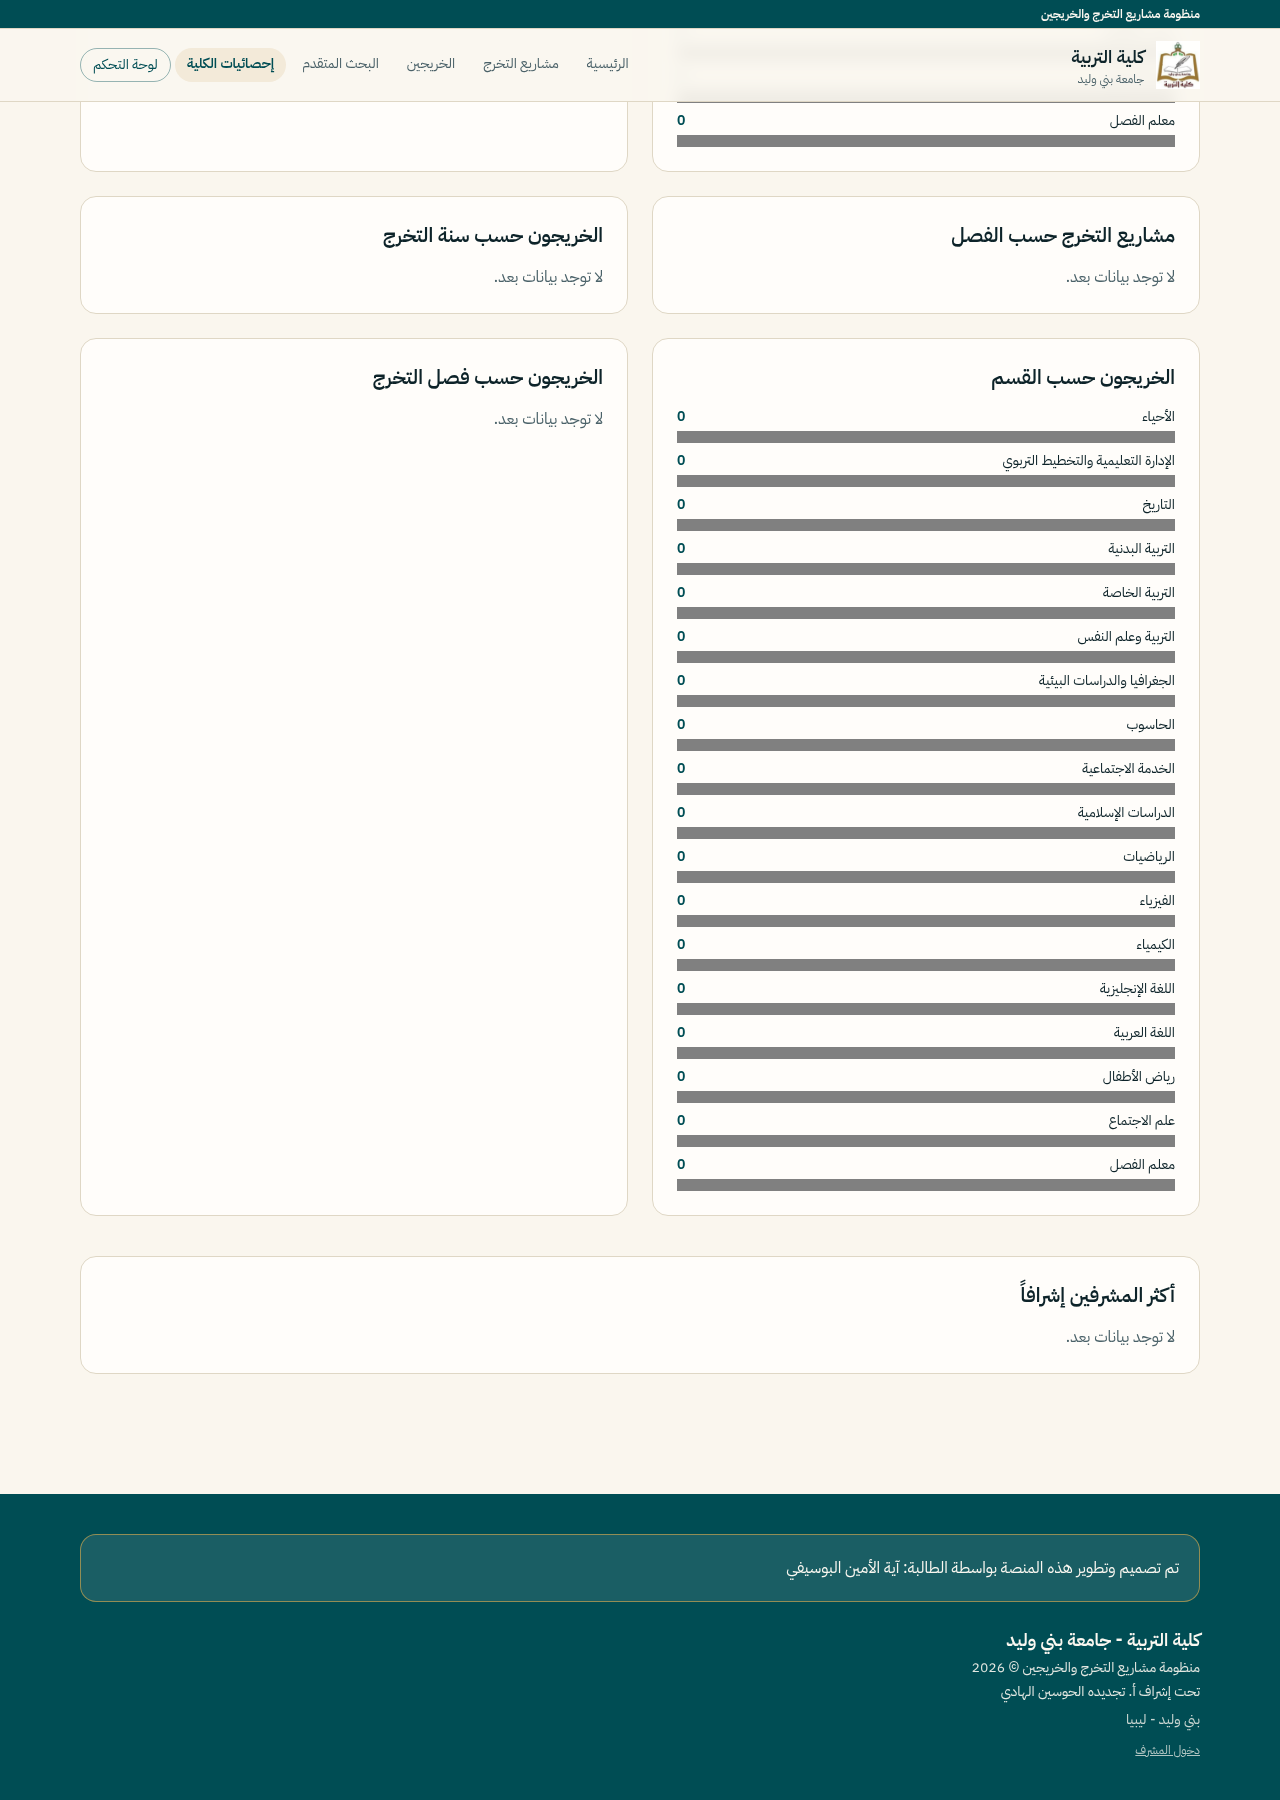 منظومة مشاريع التخرج والخريجين
كلية التربية
جامعة بني وليد
الرئيسية
مشاريع التخرج
الخريجين
البحث المتقدم
إحصائيات الكلية
لوحة التحكم
معلم الفصل 0
مشاريع التخرج حسب الفصل
لا توجد بيانات بعد.
الخريجون حسب سنة التخرج
لا توجد بيانات بعد.
الخريجون حسب القسم
الأحياء 0
الإدارة التعليمية والتخطيط التربوي 0
التاريخ 0
التربية البدنية 0
التربية الخاصة 0
التربية وعلم النفس 0
الجغرافيا والدراسات البيئية 0
الحاسوب 0
الخدمة الاجتماعية 0
الدراسات الإسلامية 0
الرياضيات 0
الفيزياء 0
الكيمياء 0
اللغة الإنجليزية 0
اللغة العربية 0
رياض الأطفال 0
علم الاجتماع 0
معلم الفصل 0
الخريجون حسب فصل التخرج
لا توجد بيانات بعد.
أكثر المشرفين إشرافاً
لا توجد بيانات بعد.
تم تصميم وتطوير هذه المنصة بواسطة الطالبة: آية الأمين البوسيفي
كلية التربية - جامعة بني وليد
منظومة مشاريع التخرج والخريجين © 2026
تحت إشراف أ. تجديده الحوسين الهادي
بني وليد - ليبيا
دخول المشرف